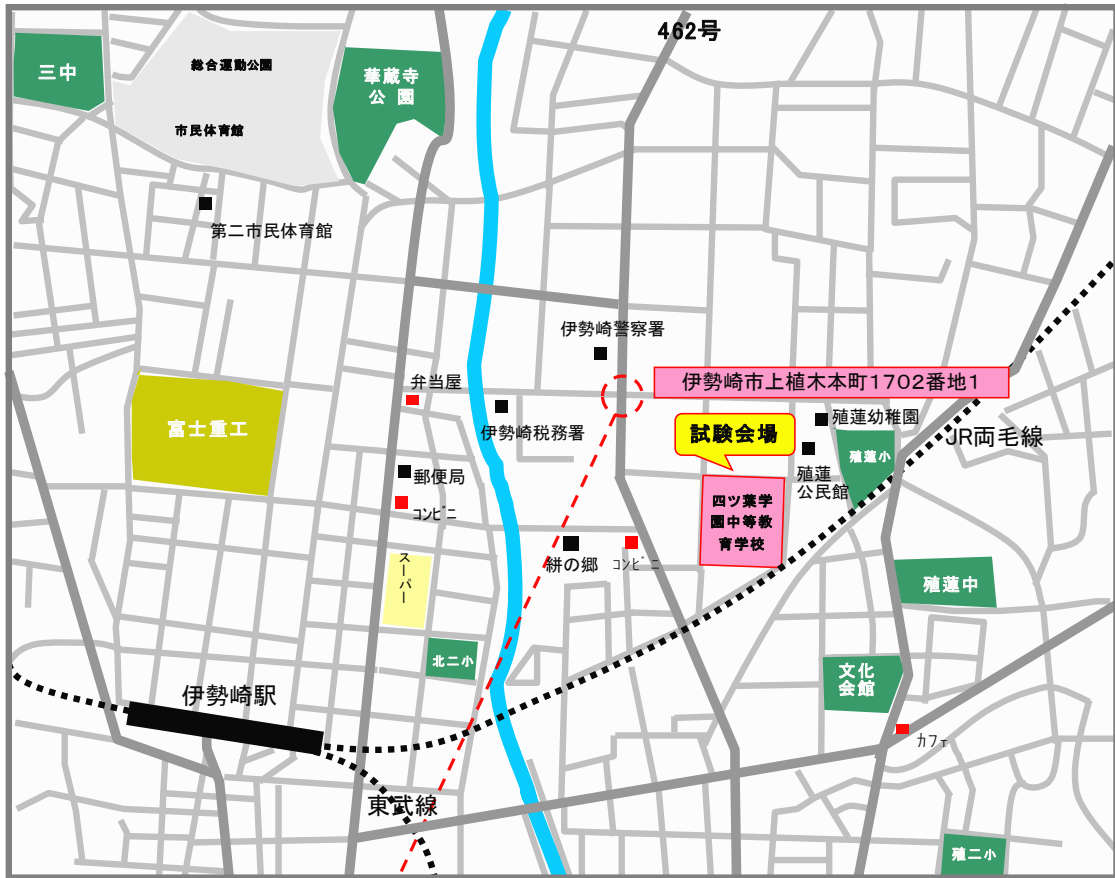 462号
三中
総合運動公園
華蔵寺
公園
市民体育館
第二市民体育館
伊勢崎警察署
伊勢崎市上植木本町1702番地1
弁当屋
富士重工
伊勢崎税務署
試験会場
殖蓮幼稚園
JR両毛線
殖蓮小
郵便局
殖蓮
公民館
コンビニ
四ツ葉学
園中等教
育学校
スーパー
絣の郷
コンビニ
殖蓮中
北二小
文化
会館
伊勢崎駅
カフェ
東武線
殖二小